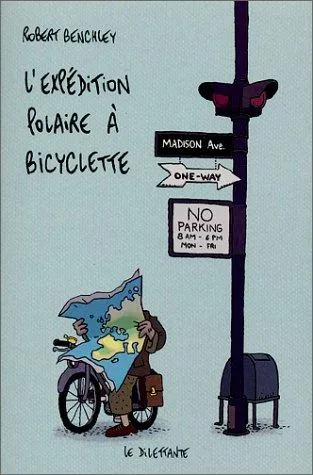 ROBERT BENCHLEY
L'EXPÉDITION
POLAIRE À
BICYCLETTE
MADISON AVE.
ONE-WAY
NO
PARKING
8 AM - 6 PM
MON - FRI
LE DILETTANTE